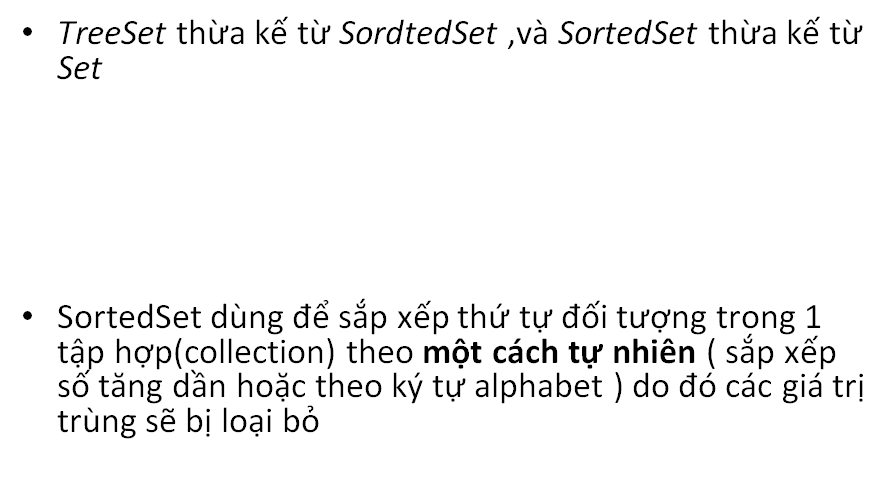 • TreeSet thừa kế từ SordtedSet ,và SortedSet thừa kế từ
Set
• SortedSet dùng để sắp xếp thứ tự đối tượng trong 1
tập hợp(collection) theo một cách tự nhiên ( sắp xếp
số tăng dần hoặc theo ký tự alphabet ) do đó các giá trị
trùng sẽ bị loại bỏ